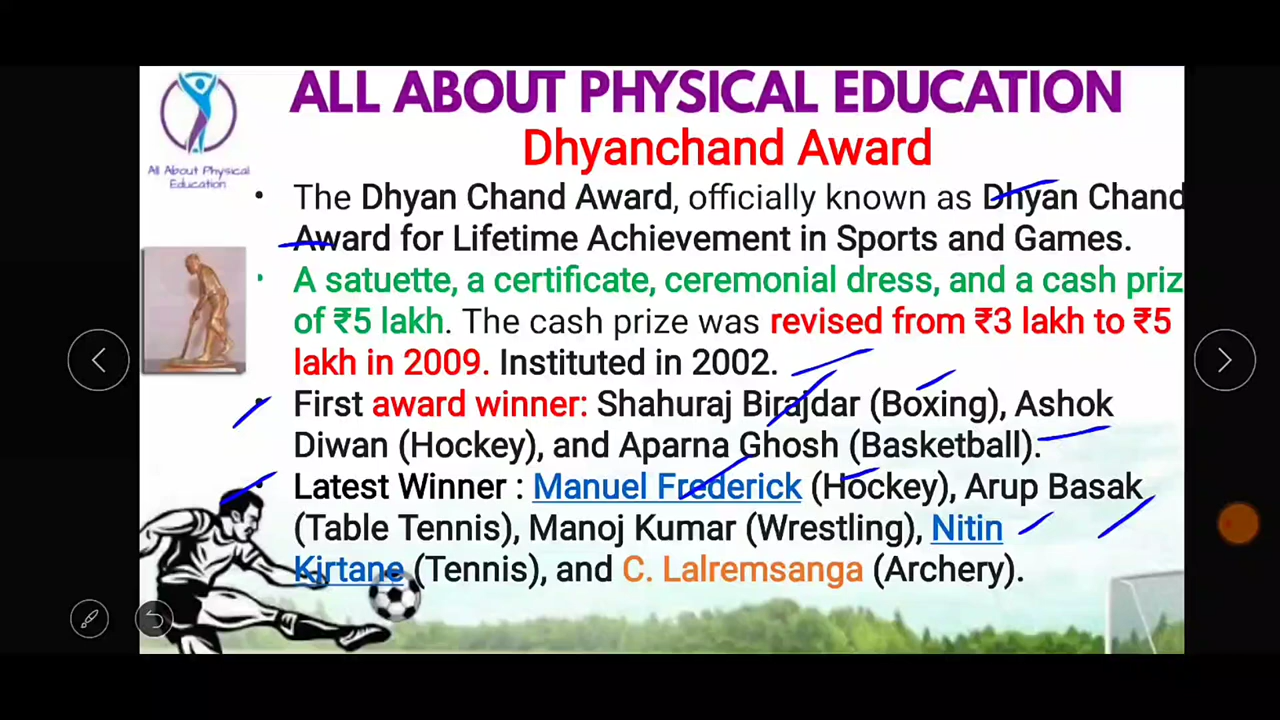 ALL ABOUT PHYSICAL EDUCATION
All About Physical
Education
Dhyanchand Award
• The Dhyan Chand Award, officially known as Dhyan Chand
Award for Lifetime Achievement in Sports and Games.
• A satuette, a certificate, ceremonial dress, and a cash priz
of ₹5 lakh. The cash prize was revised from ₹3 lakh to ₹5
lakh in 2009. Instituted in 2002.
• First award winner: Shahuraj Birajdar (Boxing), Ashok
Diwan (Hockey), and Aparna Ghosh (Basketball).
• Latest Winner : Manuel Frederick (Hockey), Arup Basak
(Table Tennis), Manoj Kumar (Wrestling), Nitin
Kirtane (Tennis), and C. Lalremsanga (Archery).